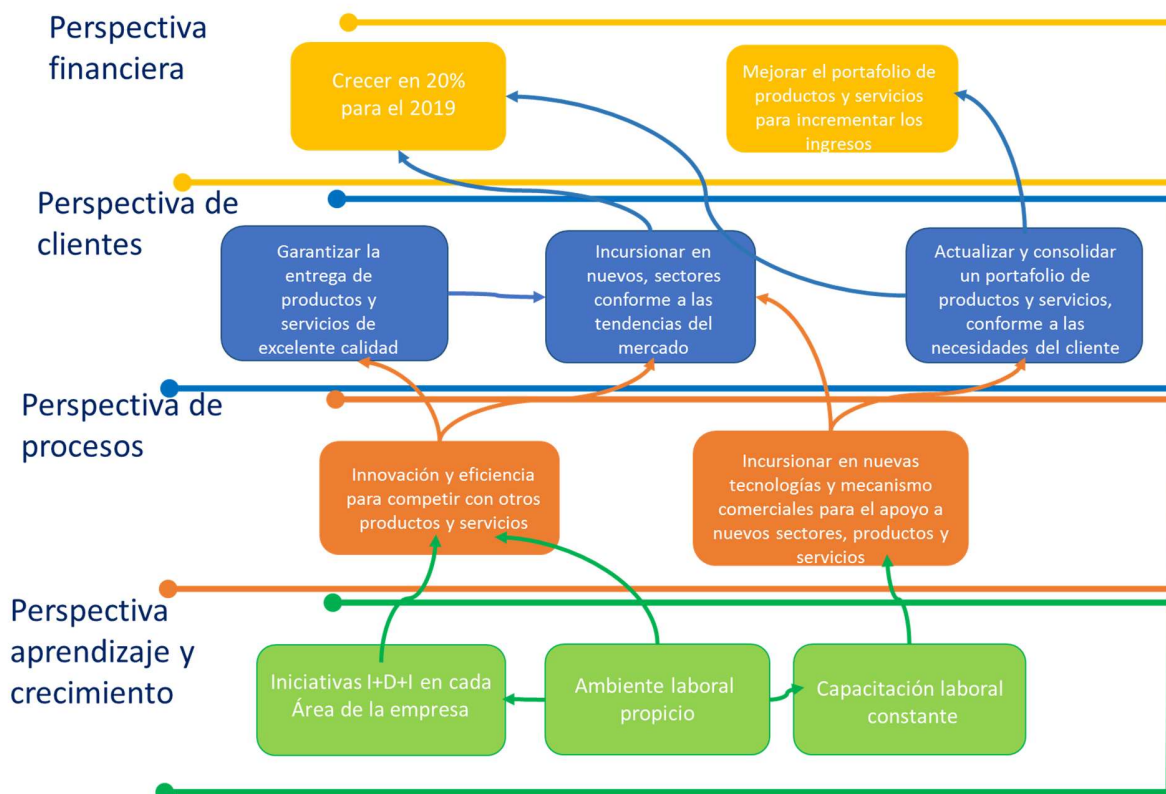 Perspectiva
financiera
Crecer en 20%
para el 2019
Mejorar el portafolio de
productos y servicios
para incrementar los
ingresos
Perspectiva de
clientes
Garantizar la
entrega de
productos y
servicios de
excelente calidad
Incursionar en
nuevos, sectores
conforme a las
tendencias del
mercado
Actualizar y consolidar
un portafolio de
productos y servicios,
conforme a las
necesidades del cliente
Perspectiva de
procesos
Innovación y eficiencia
para competir con otros
productos y servicios
Incursionar en nuevas
tecnologías y mecanismo
comerciales para el apoyo a
nuevos sectores, productos y
servicios
Perspectiva
aprendizaje y
crecimiento
Iniciativas I+D+I en cada
Área de la empresa
Ambiente laboral
propicio
Capacitación laboral
constante